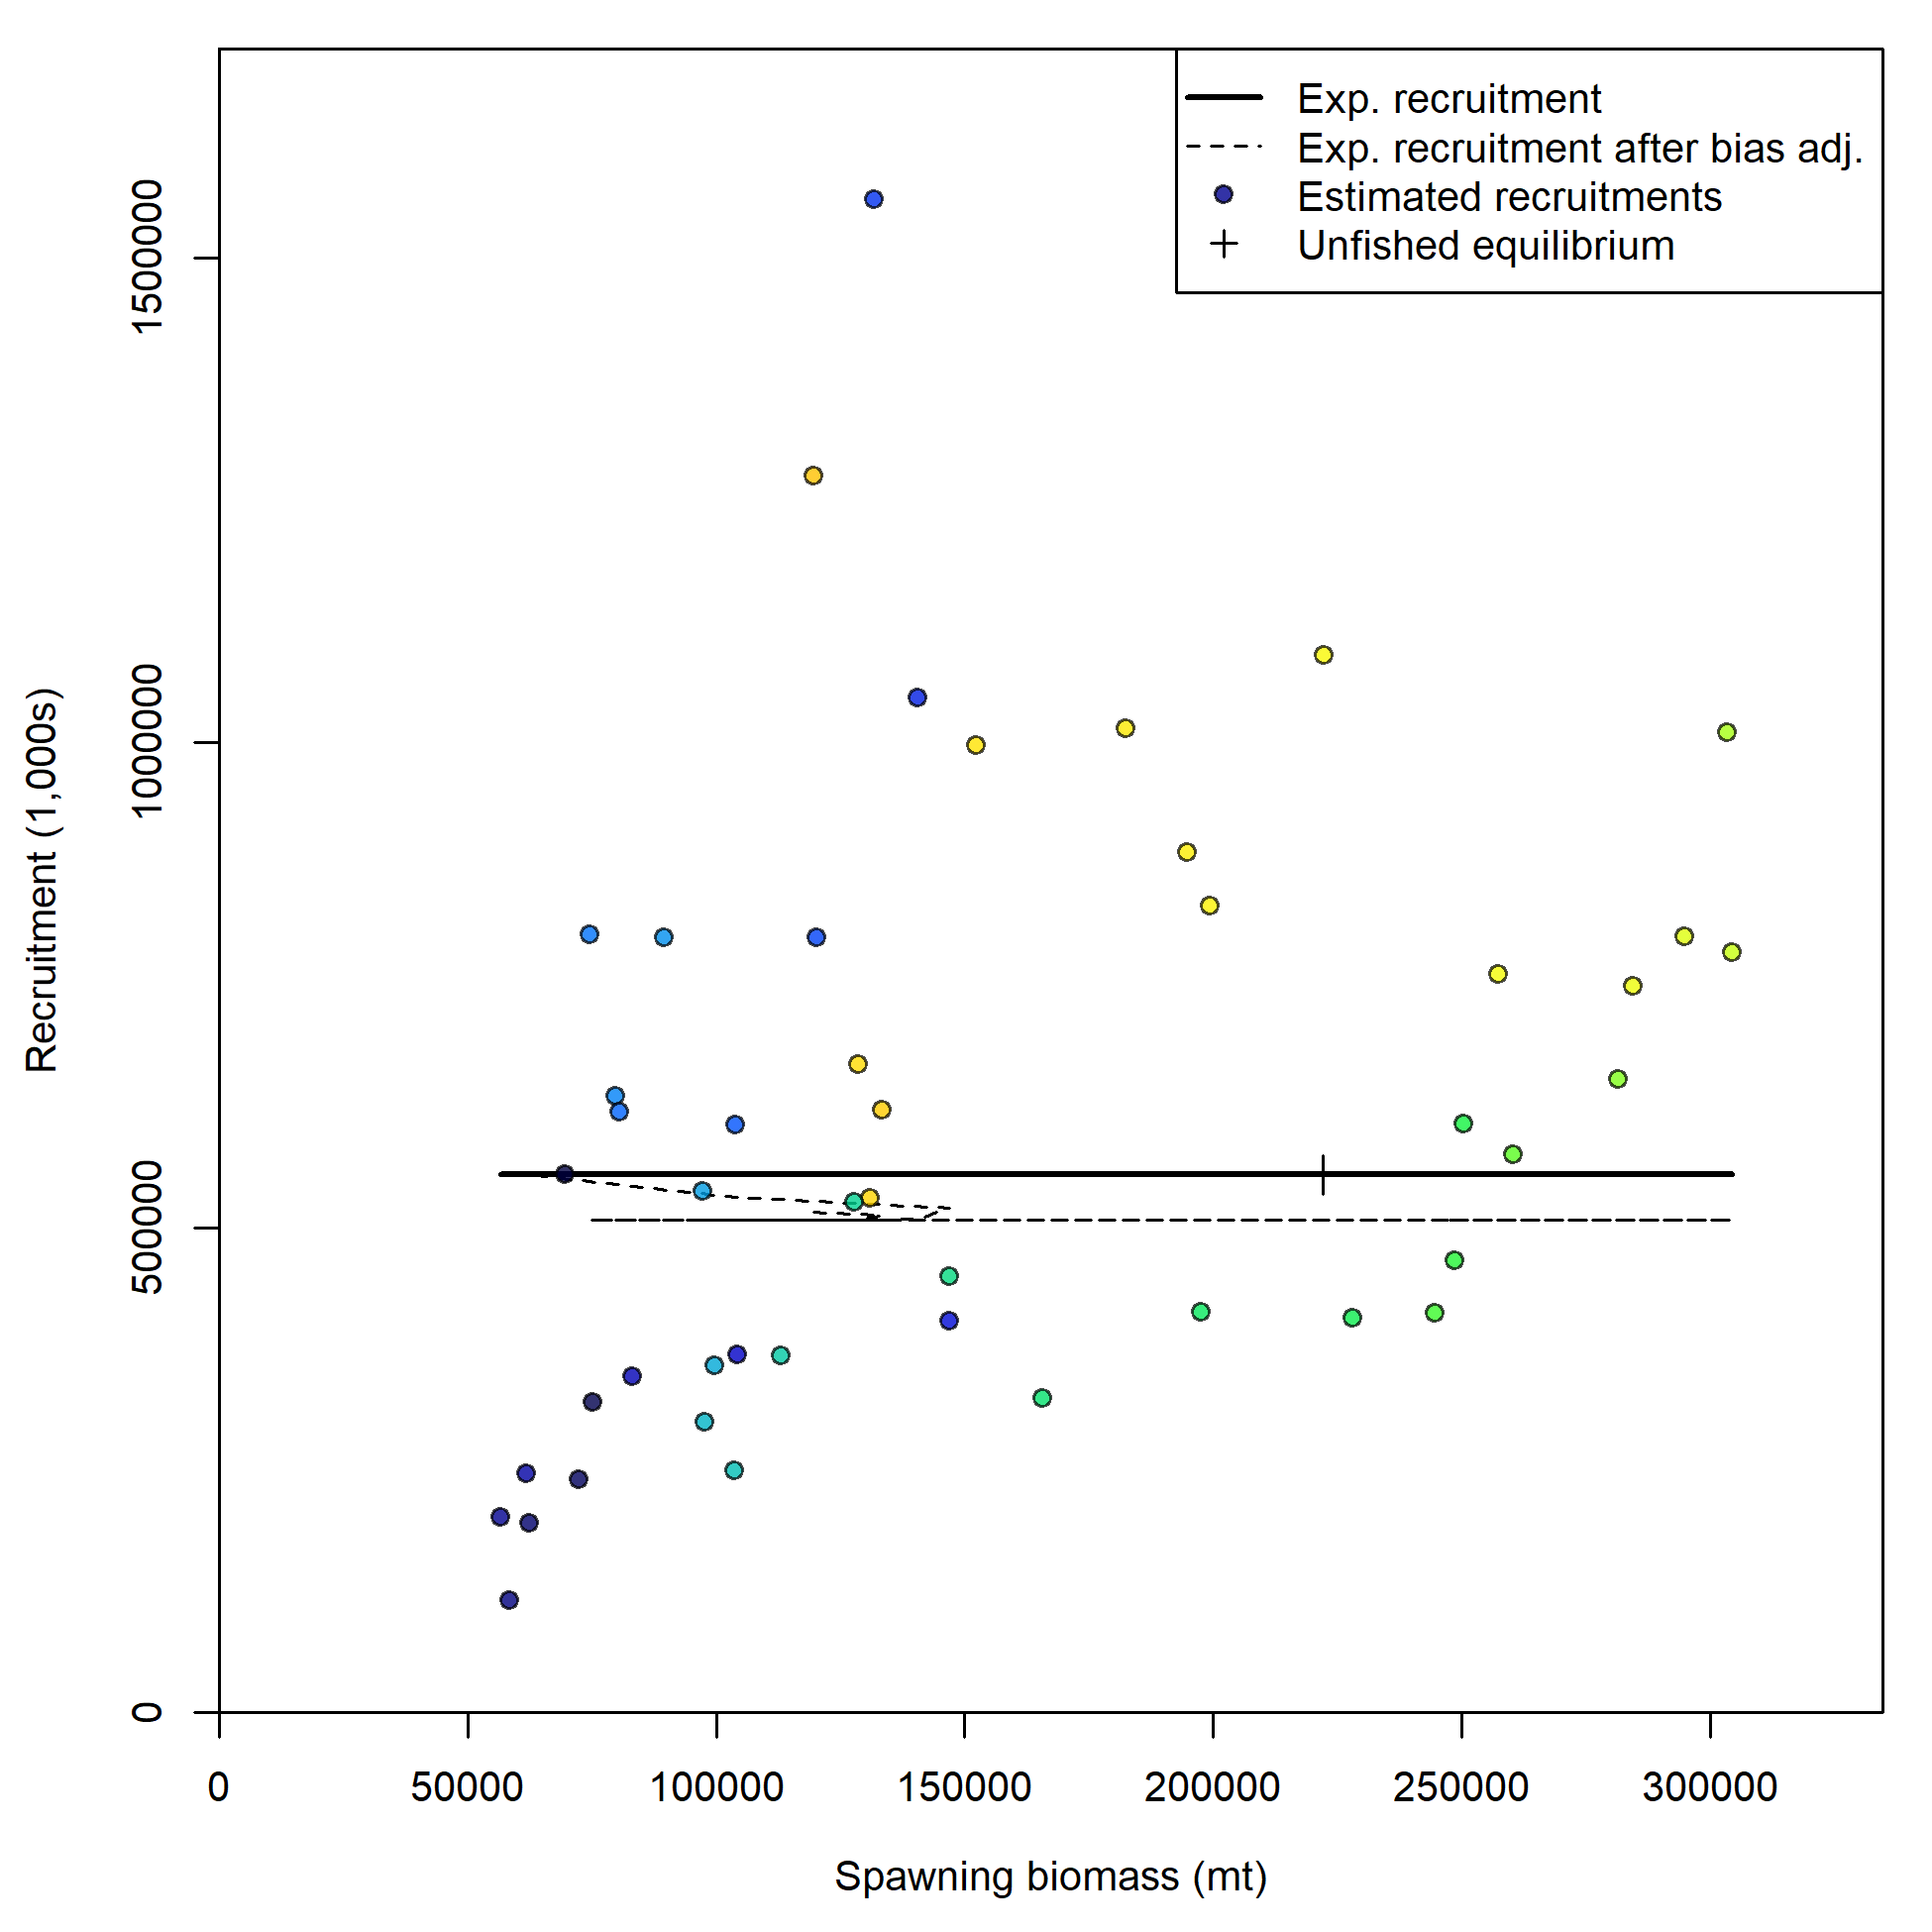 Exp. recruitment
Exp. recruitment after bias adj.
Estimated recruitments
Unfished equilibrium
Recruitment (1,000s)
1500000
1000000
500000
0
0 50000 100000 150000 200000 250000 300000
Spawning biomass (mt)